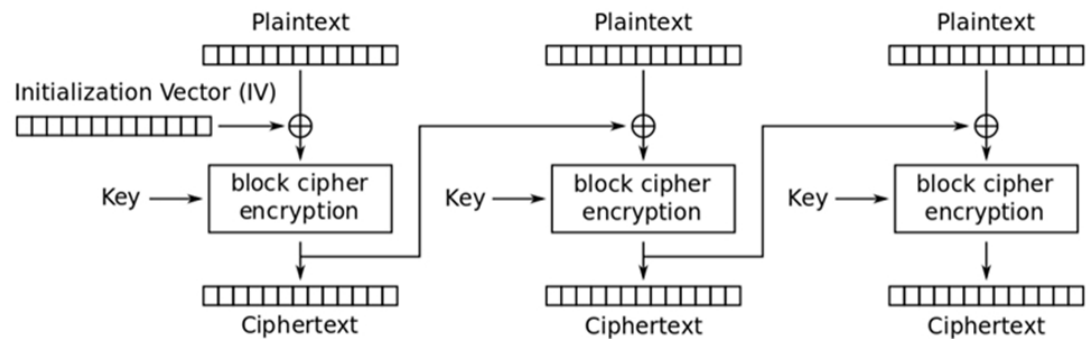 Plaintext
Plaintext
Plaintext
Initialization Vector (IV)
Key
block cipher
encryption
Key
block cipher
encryption
Key
block cipher
encryption
Ciphertext
Ciphertext
Ciphertext